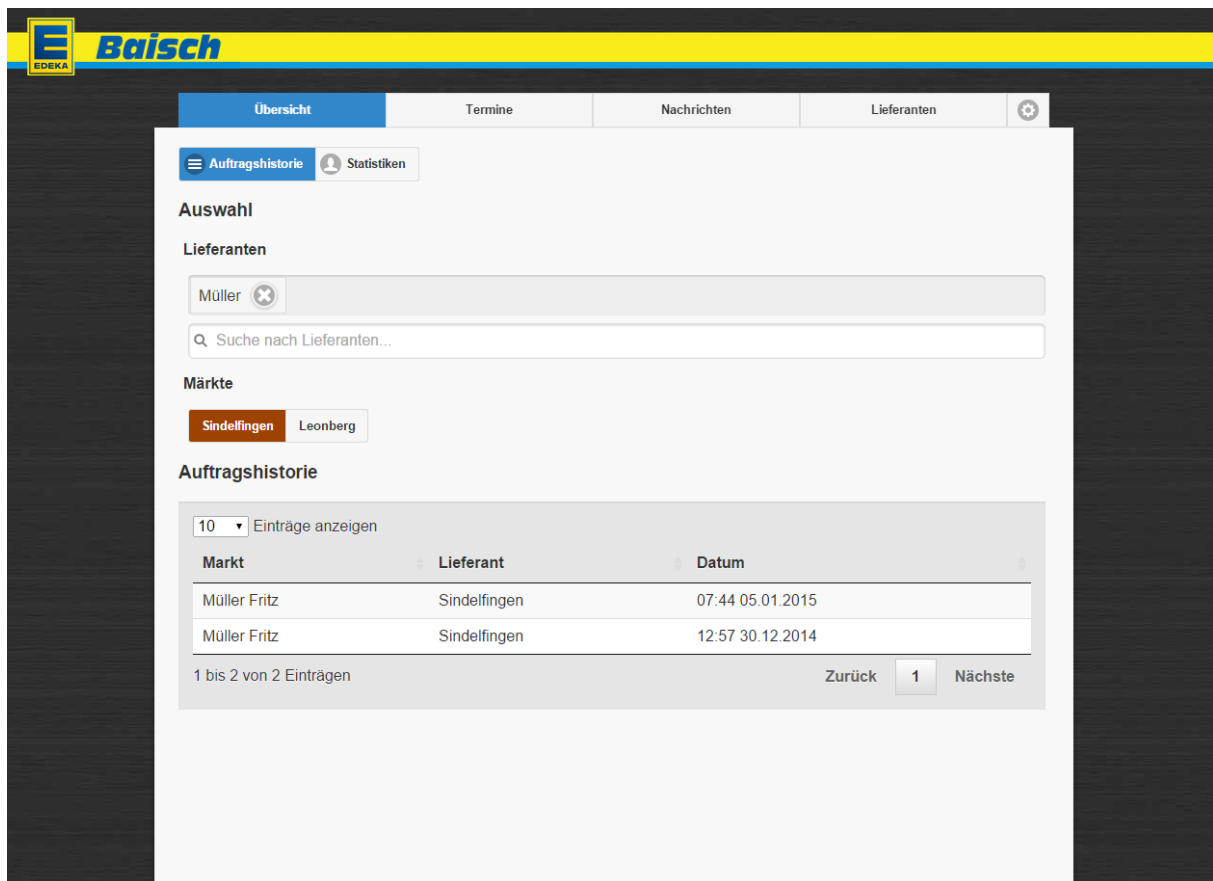 E
EDEKA
Baisch
Übersicht Termine Nachrichten Lieferanten
Auftragshistorie Statistiken
Auswahl
Lieferanten
Müller
Suche nach Lieferanten...
Märkte
Sindelfingen Leonberg
Auftragshistorie
10 Einträge anzeigen
Markt Lieferant Datum
Müller Fritz Sindelfingen 07:44 05.01.2015
Müller Fritz Sindelfingen 12:57 30.12.2014
1 bis 2 von 2 Einträgen Zurück 1 Nächste